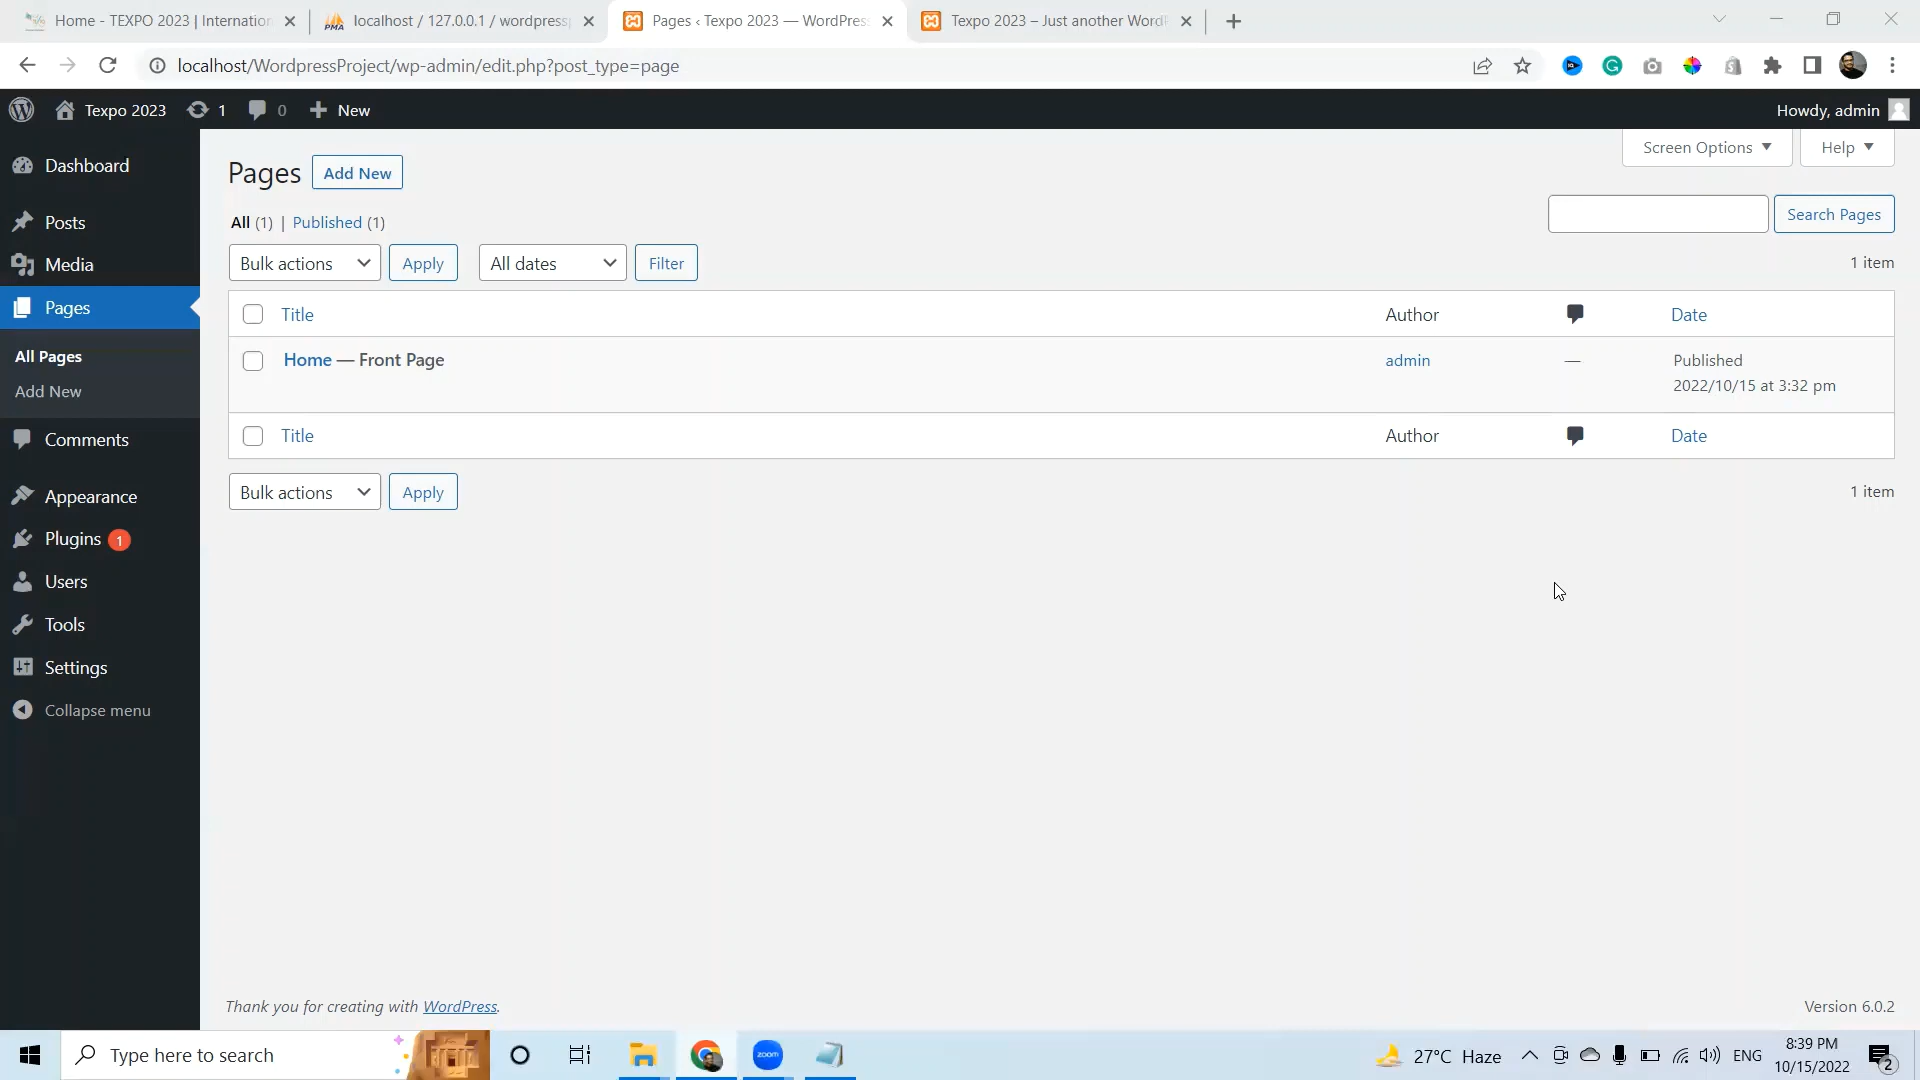 Home - TEXPO 2023 | Internation
localhost / 127.0.0.1 / wordpressp
Pages ‹ Texpo 2023 — WordPress
Texpo 2023 – Just another WordP
localhost/WordpressProject/wp-admin/edit.php?post_type=page
Texpo 2023 1 0 New
Howdy, admin
Dashboard
Posts
Media
Pages
All Pages
Add New
Comments
Appearance
Plugins 1
Users
Tools
Settings
Collapse menu
Screen Options Help
Pages Add New
All (1) | Published (1)
Search Pages
Bulk actions Apply All dates Filter
1 item
Title Author Date
Home — Front Page admin — Published
2022/10/15 at 3:32 pm
Title Author Date
Bulk actions Apply
1 item
Thank you for creating with WordPress.
Version 6.0.2
Type here to search
zoom
27°C Haze
ENG
8:39 PM
10/15/2022
2